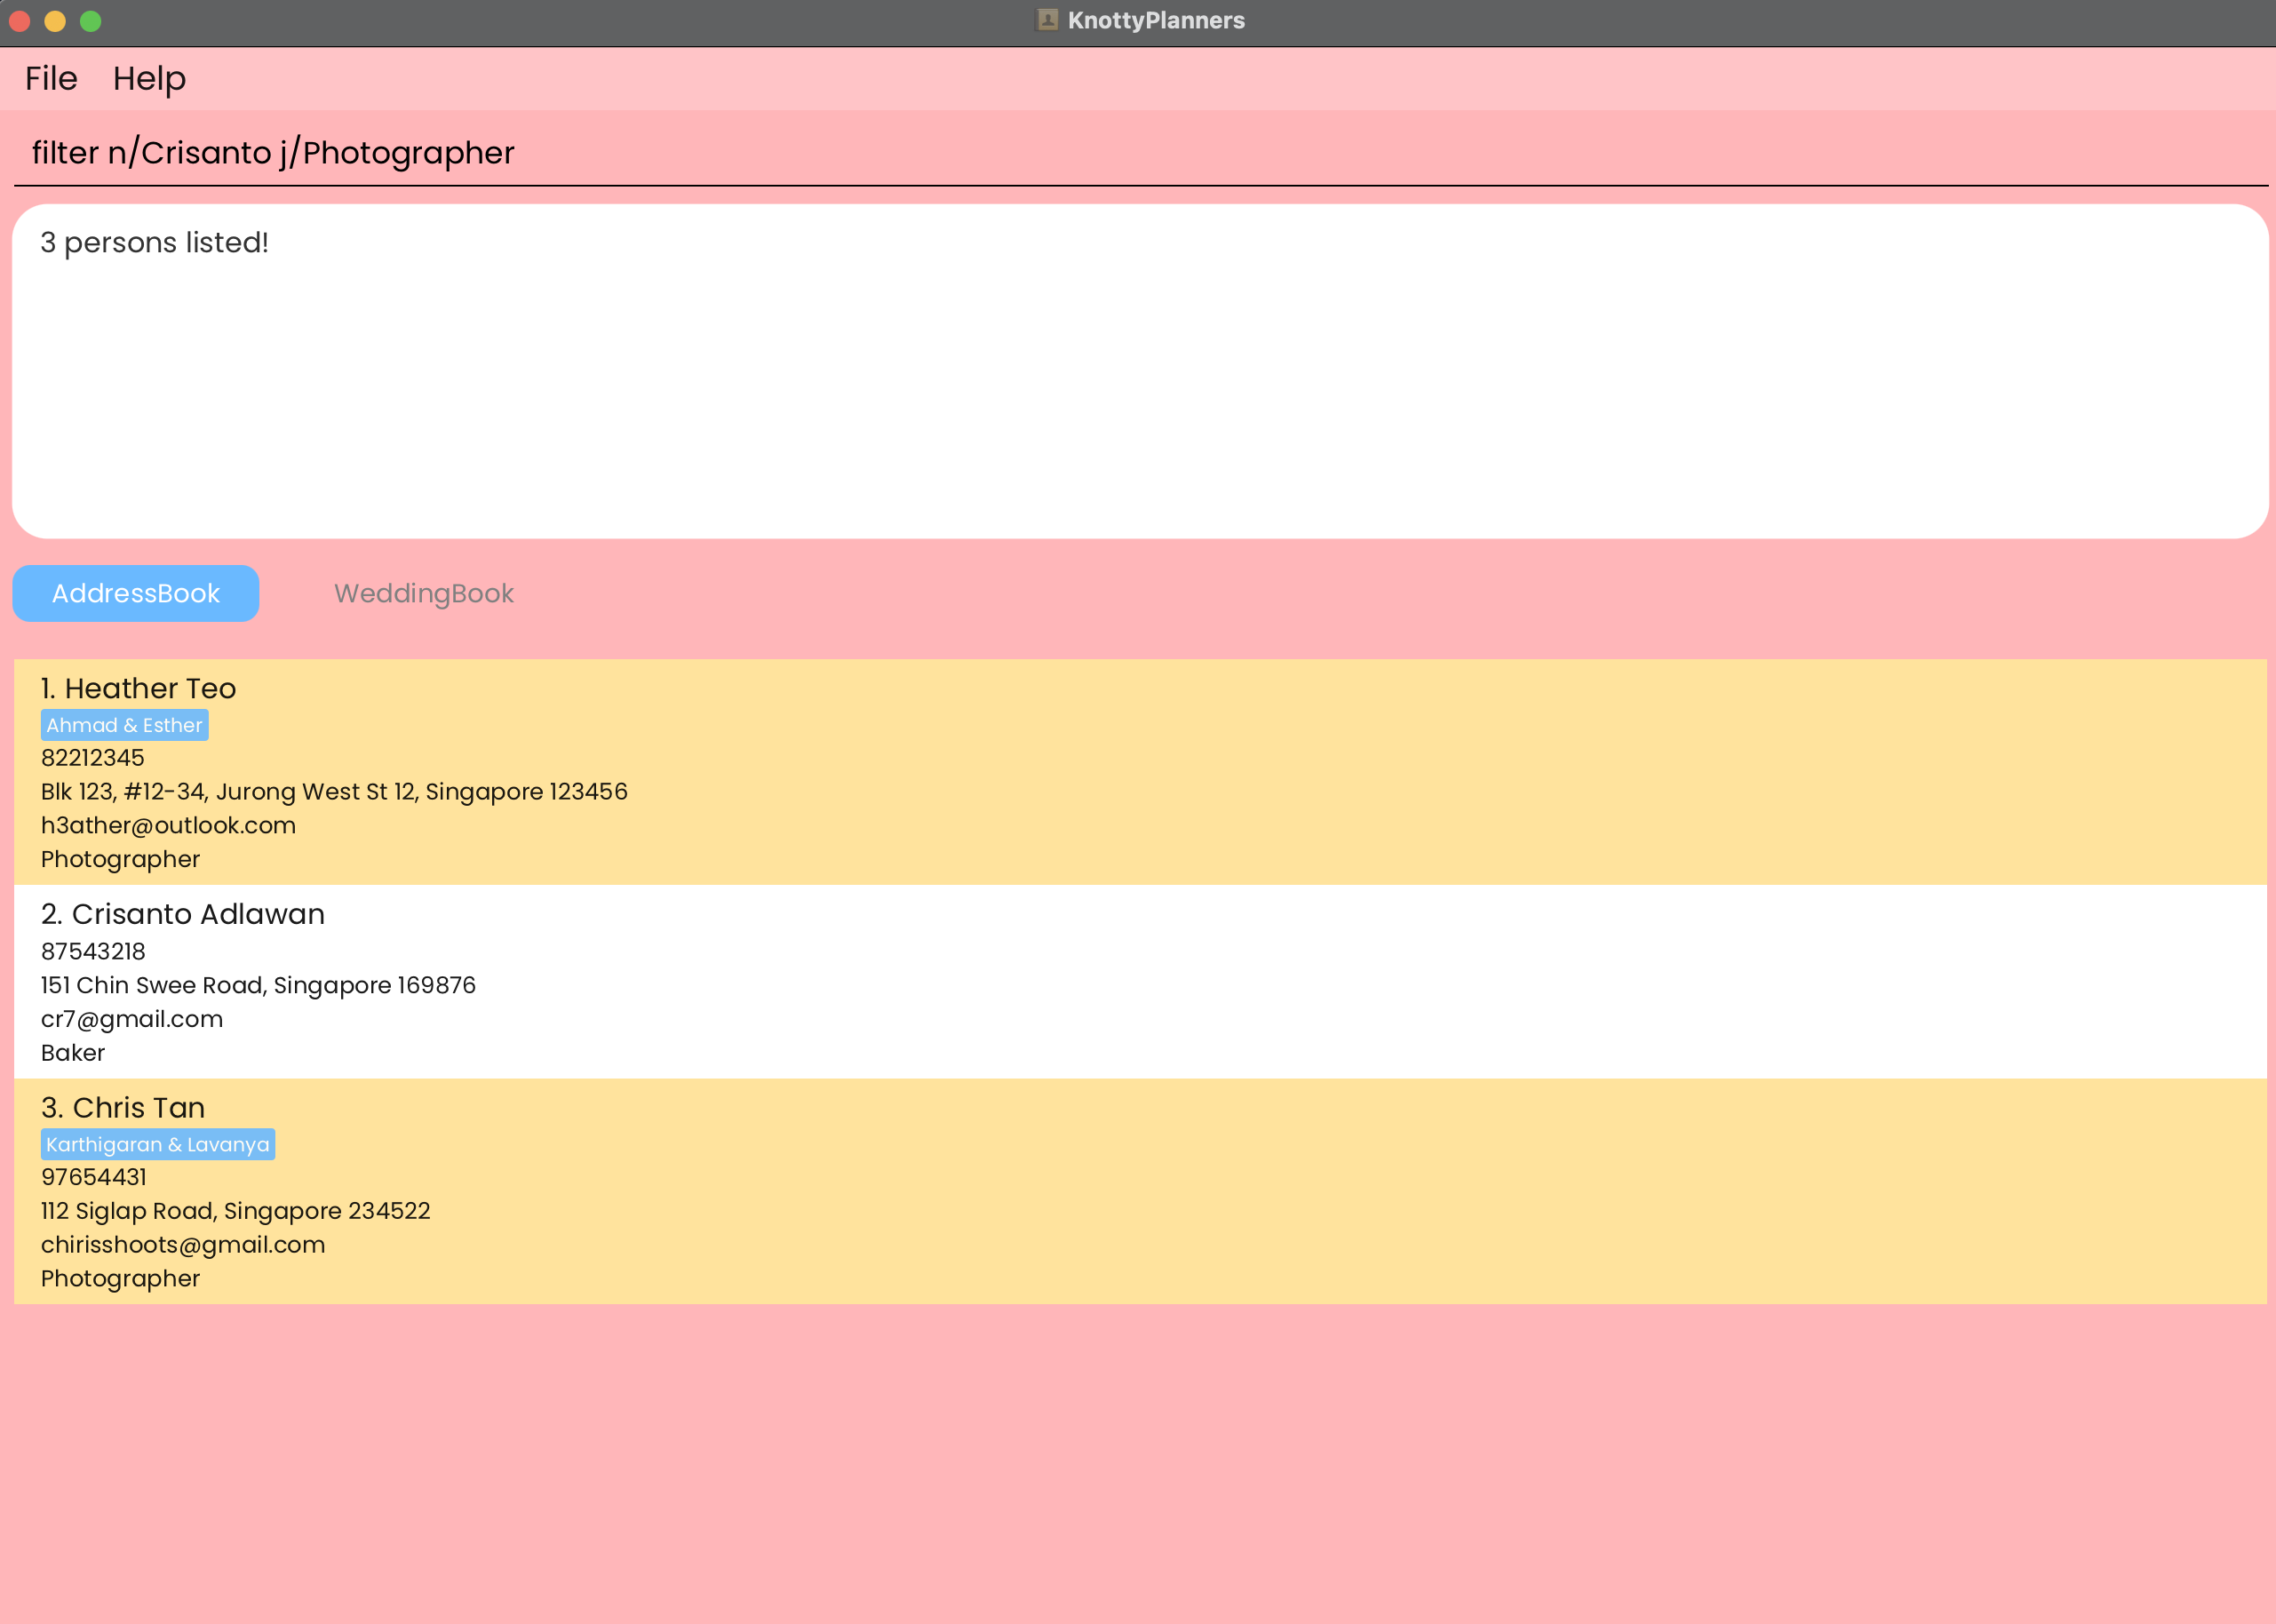 KnottyPlanners
File Help
filter n/Crisanto j/Photographer
3 persons listed!
AddressBook WeddingBook
1. Heather Teo
Ahmad & Esther
82212345
Blk 123, #12-34, Jurong West St 12, Singapore 123456
h3ather@outlook.com
Photographer
2. Crisanto Adlawan
87543218
151 Chin Swee Road, Singapore 169876
cr7@gmail.com
Baker
3. Chris Tan
Karthigaran & Lavanya
97654431
112 Siglap Road, Singapore 234522
chirisshoots@gmail.com
Photographer